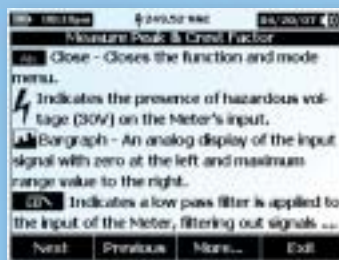 Measure Peak & Crest Factor
Close - Closes the function and mode
menu.
Indicates the presence of hazardous vol-
tage (30V) on the Meter's input.
Bargraph - An analog display of the input
signal with zero at the left and maximum
range value to the right.
Indicates a low pass filter is applied to
the input of the Meter, filtering out signals ...
Next Previous More... Exit